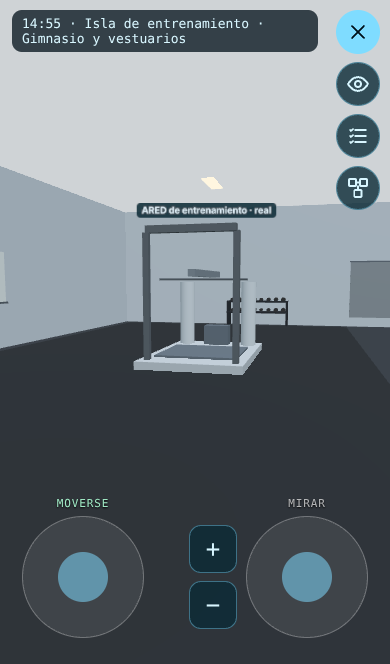 14:55 · Isla de entrenamiento ·
Gimnasio y vestuarios
ARED de entrenamiento · real
MOVERSE
MIRAR
+
−